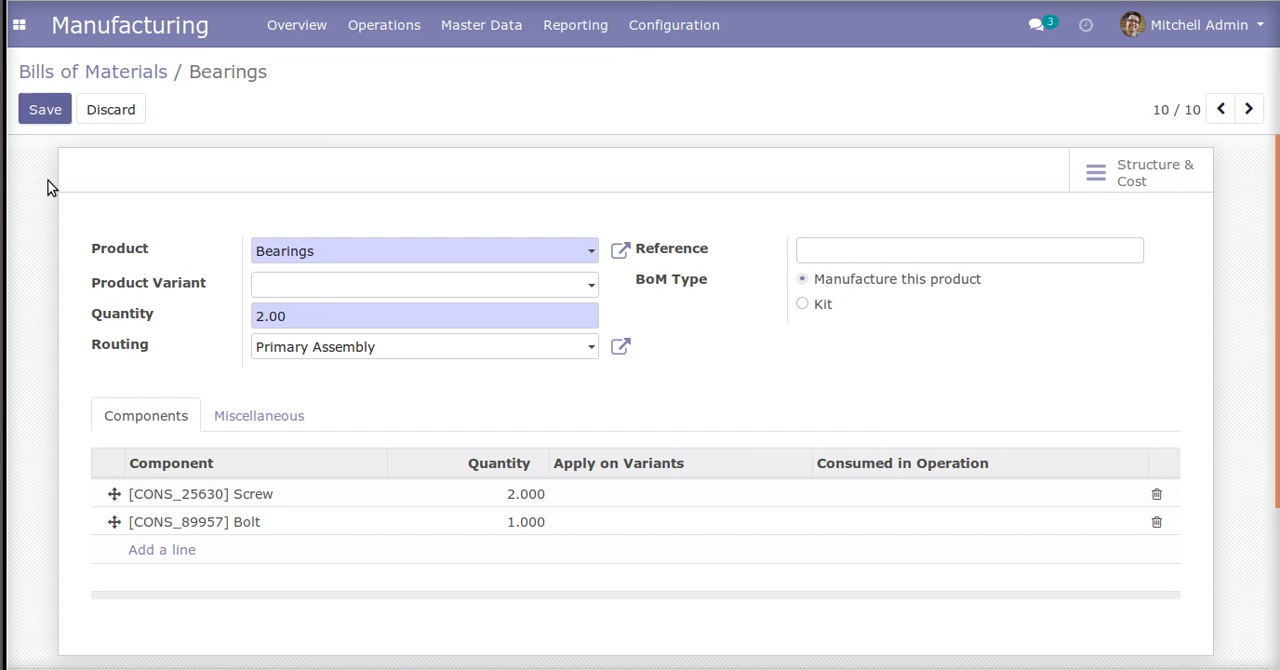 Manufacturing Overview Operations Master Data Reporting Configuration 3 Mitchell Admin
Bills of Materials / Bearings
Save Discard 10 / 10
Structure &
Cost
Product Bearings Reference
Product Variant BoM Type Manufacture this product
Quantity 2.00 Kit
Routing Primary Assembly
Components Miscellaneous
Component Quantity Apply on Variants Consumed in Operation
[CONS_25630] Screw 2.000
[CONS_89957] Bolt 1.000
Add a line